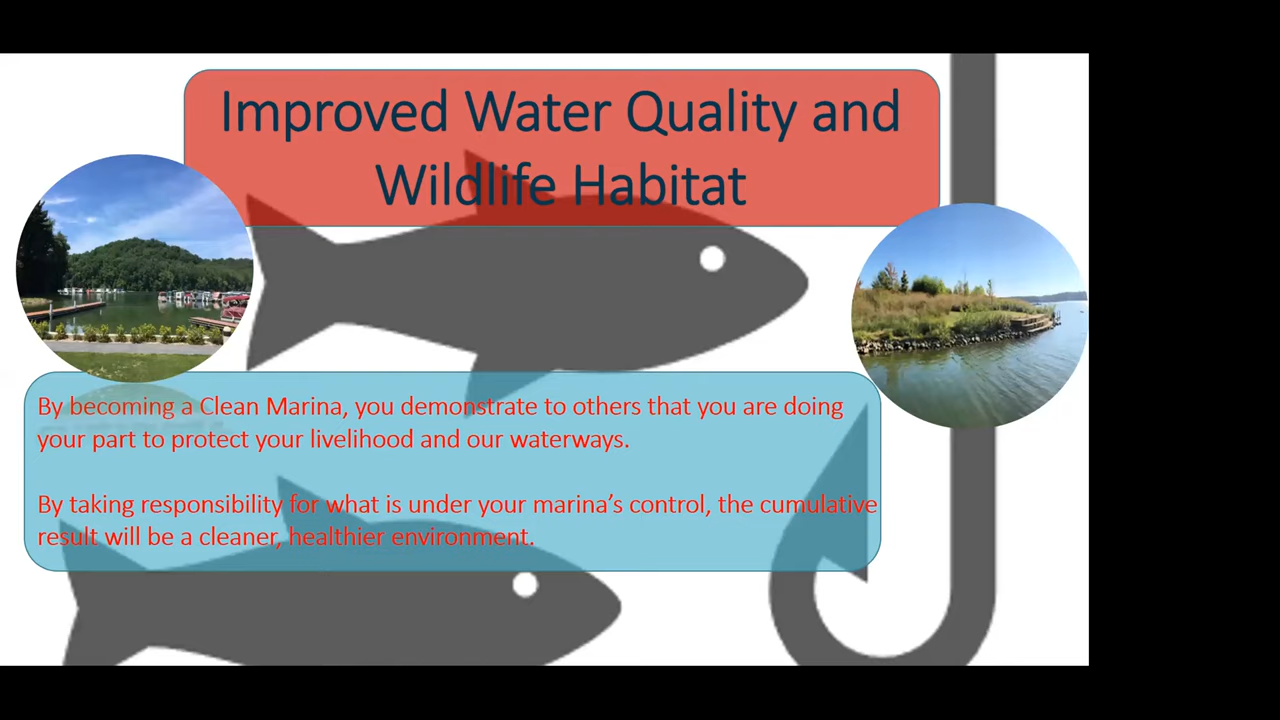 Improved Water Quality and
Wildlife Habitat
By becoming a Clean Marina, you demonstrate to others that you are doing
your part to protect your livelihood and our waterways.
By taking responsibility for what is under your marina’s control, the cumulative
result will be a cleaner, healthier environment.